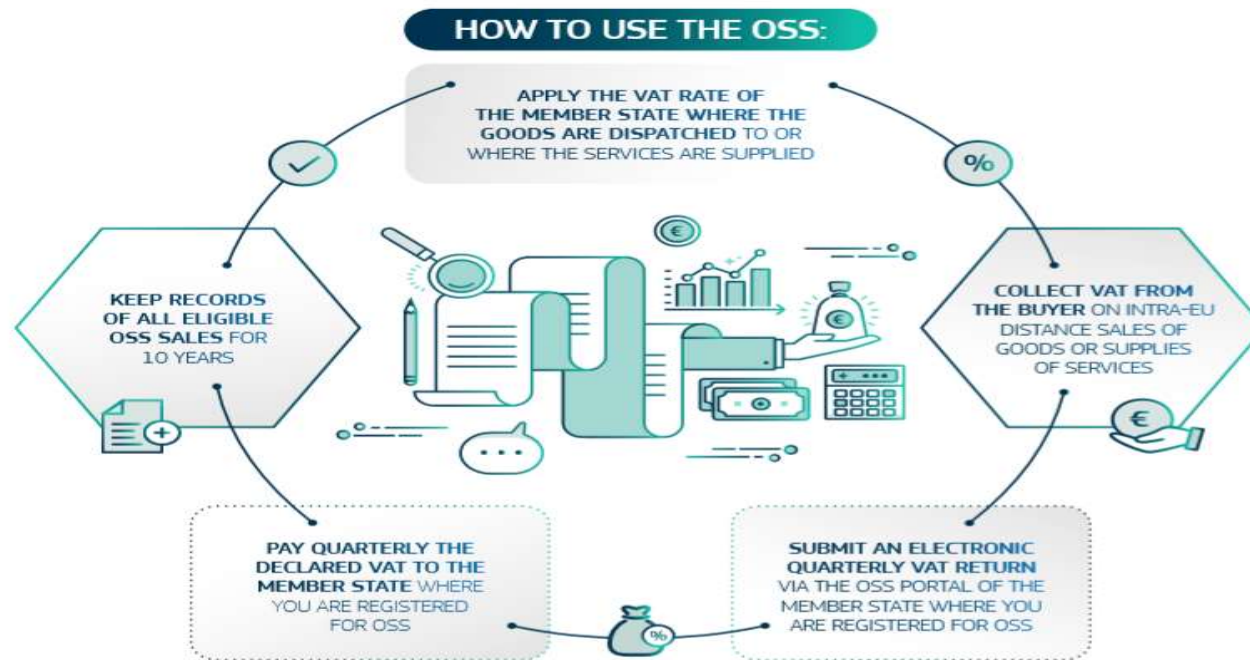 HOW TO USE THE OSS:
APPLY THE VAT RATE OF
THE MEMBER STATE WHERE THE
GOODS ARE DISPATCHED TO OR
WHERE THE SERVICES ARE SUPPLIED
%
COLLECT VAT FROM
THE BUYER ON INTRA-EU
DISTANCE SALES OF
GOODS OR SUPPLIES
OF SERVICES
€
SUBMIT AN ELECTRONIC
QUARTERLY VAT RETURN
VIA THE OSS PORTAL OF THE
MEMBER STATE WHERE YOU
ARE REGISTERED FOR OSS
%
PAY QUARTERLY THE
DECLARED VAT TO THE
MEMBER STATE WHERE
YOU ARE REGISTERED
FOR OSS
KEEP RECORDS
OF ALL ELIGIBLE
OSS SALES FOR
10 YEARS
€
€